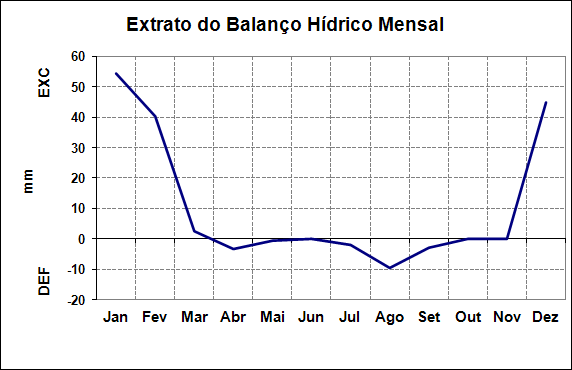 Extrato do Balanço Hídrico Mensal
EXC
mm
DEF
60
50
40
30
20
10
0
-10
-20
Jan Fev Mar Abr Mai Jun Jul Ago Set Out Nov Dez